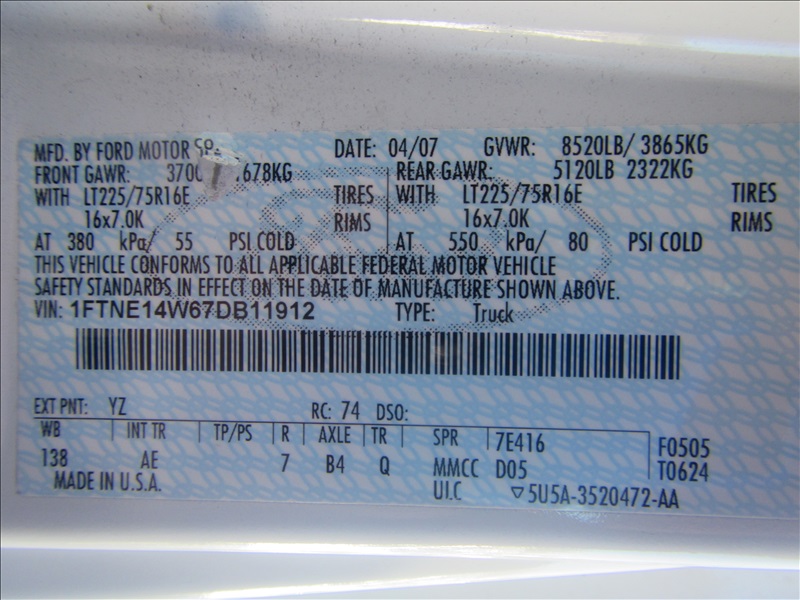 MFD. BY FORD MOTOR DATE: 04/07 GVWR: 8520LB/ 3865KG
FRONT GAWR: REAR GAWR: 5120LB 2322KG
WITH LT225/75R16E TIRES WITH LT225/75R16E TIRES
16x7.0K RIMS 16x7.0K RIMS
AT 380 kPa/ 55 PSI COLD AT 550 kPa/ 80 PSI COLD
THIS VEHICLE CONFORMS TO ALL APPLICABLE FEDERAL MOTOR VEHICLE
SAFETY STANDARDS IN EFFECT ON THE DATE OF MANUFACTURE SHOWN ABOVE.
VIN: 1FTNE14W67DB11912 TYPE: Truck
EXT PNT: YZ RC: 74 DSO:
WB INT TR TP/PS R AXLE TR SPR 7E416 F0505
138 AE 7 B4 Q MMCC D05 T0624
MADE IN U.S.A. UI.C ▽5U5A-3520472-AA